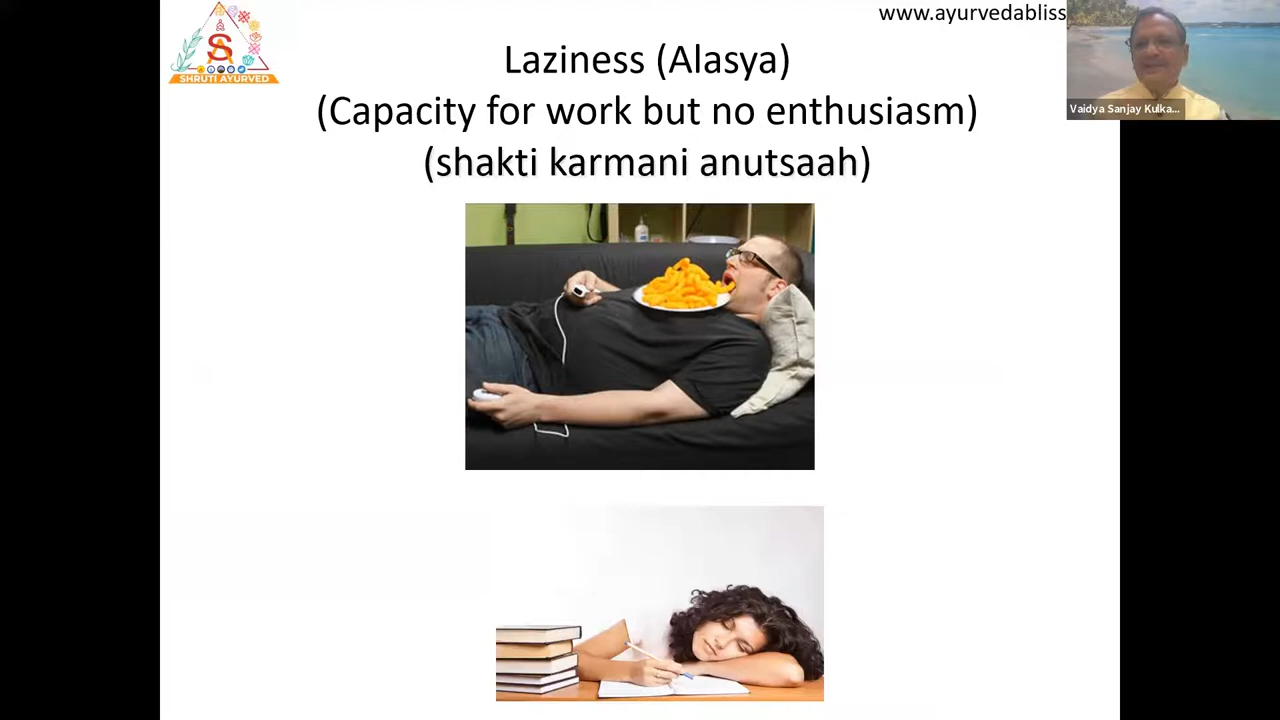 www.ayurvedabliss
SHRUTI AYURVED
Laziness (Alasya)
(Capacity for work but no enthusiasm)
(shakti karmani anutsaah)
Vaidya Sanjay Kulka...